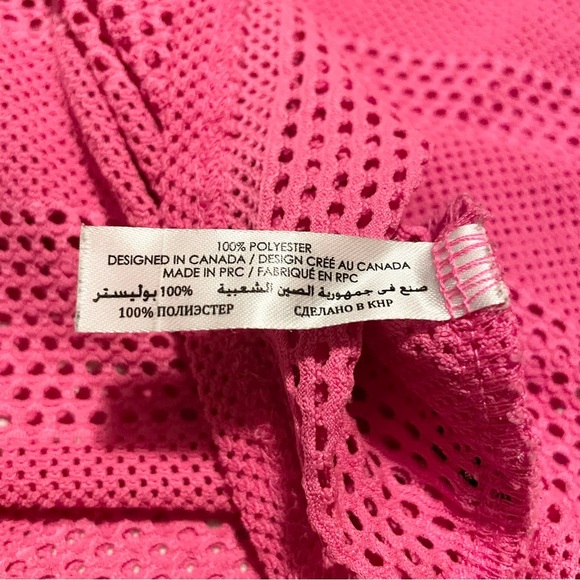 100% POLYESTER
DESIGNED IN CANADA / DESIGN CRÉÉ AU CANADA
MADE IN PRC / FABRIQUÉ EN RPC
صنع فى جمهورية الصين الشعبية 100% بوليستر
100% ПОЛИЭСТЕР СДЕЛАНО В КНР